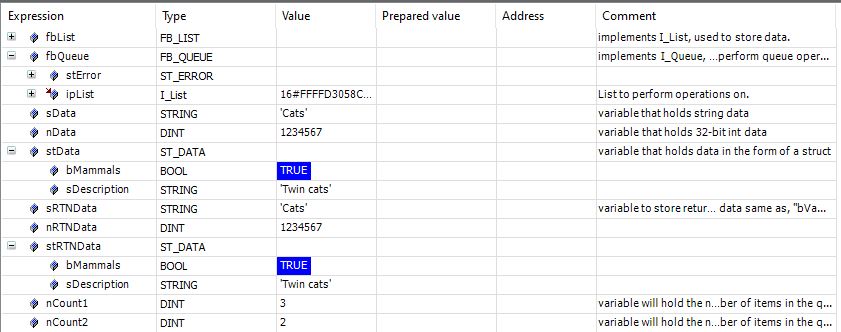 Expression Type Value Prepared value Address Comment
fbList FB_LIST implements I_List, used to store data.
fbQueue FB_QUEUE implements I_Queue, ...perform queue oper...
stError ST_ERROR
ipList I_List 16#FFFFD3058C... List to perform operations on.
sData STRING 'Cats' variable that holds string data
nData DINT 1234567 variable that holds 32-bit int data
stData ST_DATA variable that holds data in the form of a struct
bMammals BOOL TRUE
sDescription STRING 'Twin cats'
sRTNData STRING 'Cats' variable to store retur... data same as, "bVa...
nRTNData DINT 1234567
stRTNData ST_DATA
bMammals BOOL TRUE
sDescription STRING 'Twin cats'
nCount1 DINT 3 variable will hold the n...ber of items in the q...
nCount2 DINT 2 variable will hold the n...ber of items in the q...